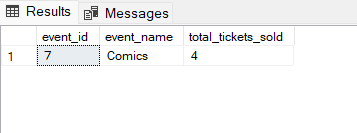 Results Messages
event_id event_name total_tickets_sold
1 7 Comics 4